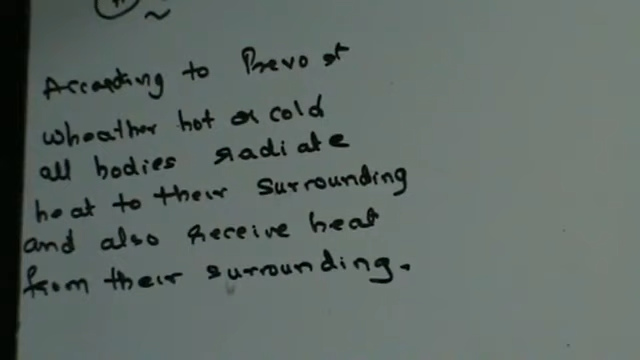 According to Prevost
wheather hot or cold
all bodies radiate
heat to their surrounding
and also receive heat
from their surrounding.